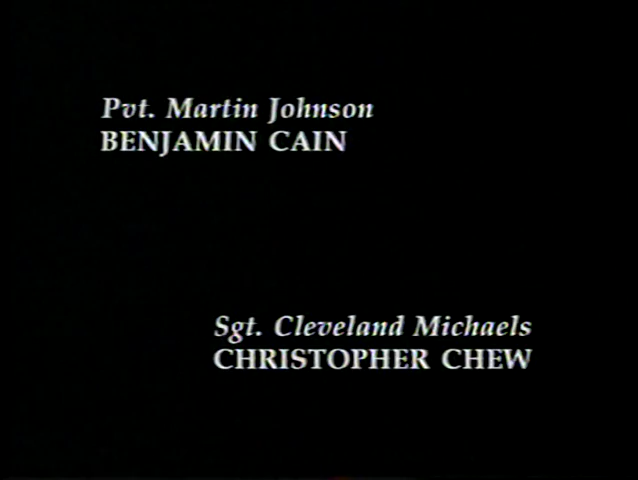 Pvt. Martin Johnson
BENJAMIN CAIN
Sgt. Cleveland Michaels
CHRISTOPHER CHEW